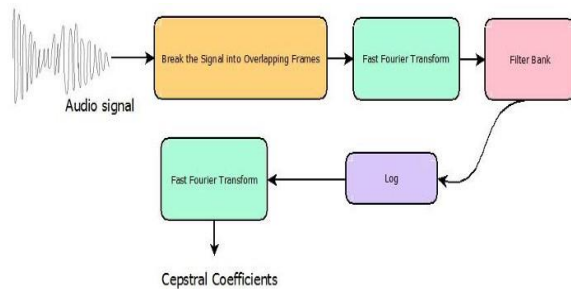 Audio signal
Break the Signal into Overlapping Frames
Fast Fourier Transform
Filter Bank
Log
Fast Fourier Transform
Cepstral Coefficients